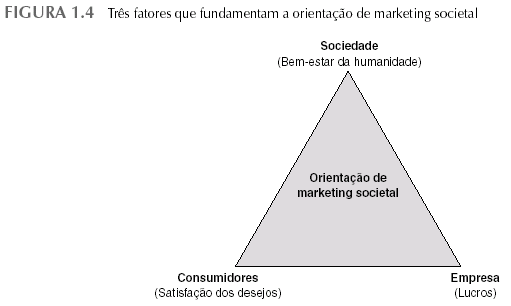 FIGURA 1.4 Três fatores que fundamentam a orientação de marketing societal
Sociedade
(Bem-estar da humanidade)
Orientação de
marketing societal
Consumidores
(Satisfação dos desejos)
Empresa
(Lucros)